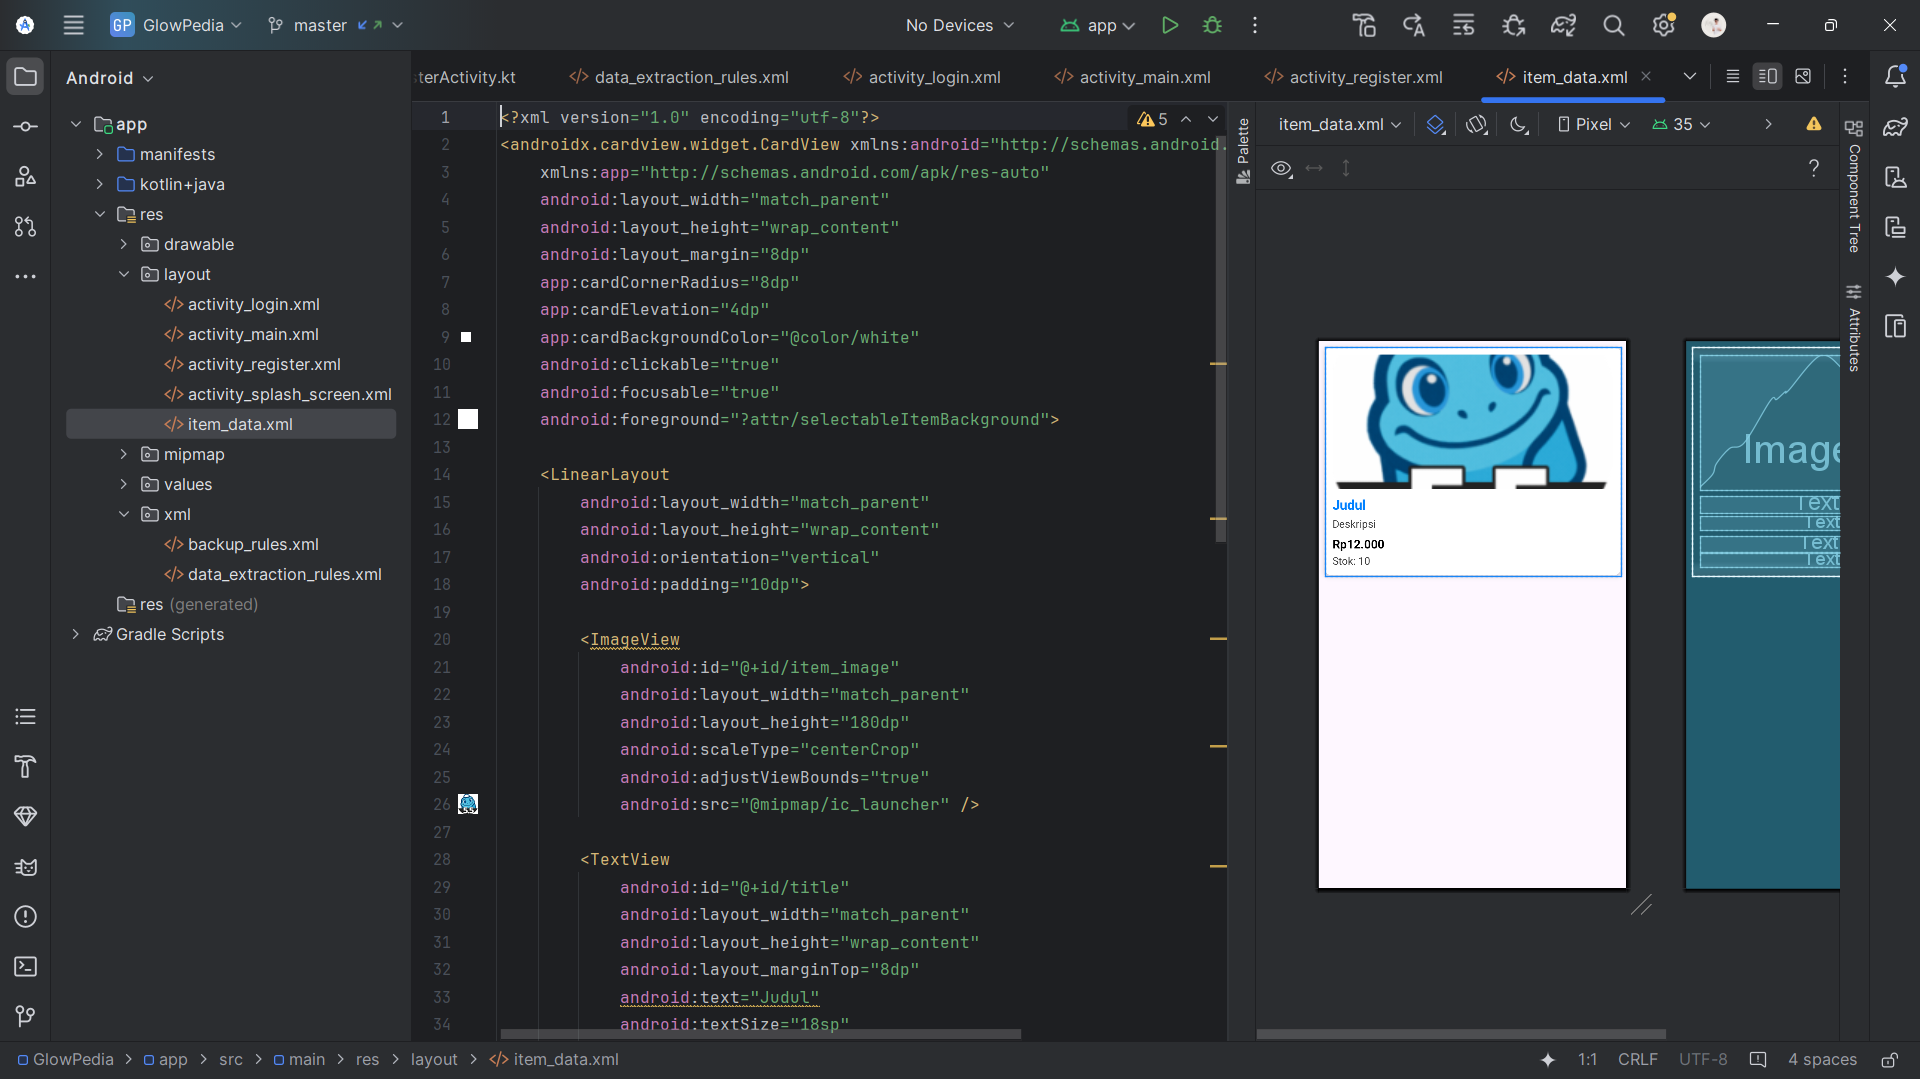 GP GlowPedia master No Devices app
Android
terActivity.kt data_extraction_rules.xml activity_login.xml activity_main.xml activity_register.xml item_data.xml
app
manifests
kotlin+java
res
drawable
layout
activity_login.xml
activity_main.xml
activity_register.xml
activity_splash_screen.xml
item_data.xml
mipmap
values
xml
backup_rules.xml
data_extraction_rules.xml
res (generated)
Gradle Scripts
5
1 <?xml version="1.0" encoding="utf-8"?>
2 <androidx.cardview.widget.CardView xmlns:android="http://schemas.android.
3 xmlns:app="http://schemas.android.com/apk/res-auto"
4 android:layout_width="match_parent"
5 android:layout_height="wrap_content"
6 android:layout_margin="8dp"
7 app:cardCornerRadius="8dp"
8 app:cardElevation="4dp"
9 app:cardBackgroundColor="@color/white"
10 android:clickable="true"
11 android:focusable="true"
12 android:foreground="?attr/selectableItemBackground">
13
14 <LinearLayout
15 android:layout_width="match_parent"
16 android:layout_height="wrap_content"
17 android:orientation="vertical"
18 android:padding="10dp">
19
20 <ImageView
21 android:id="@+id/item_image"
22 android:layout_width="match_parent"
23 android:layout_height="180dp"
24 android:scaleType="centerCrop"
25 android:adjustViewBounds="true"
26 android:src="@mipmap/ic_launcher" />
27
28 <TextView
29 android:id="@+id/title"
30 android:layout_width="match_parent"
31 android:layout_height="wrap_content"
32 android:layout_marginTop="8dp"
33 android:text="Judul"
34 android:textSize="18sp"
Palette
item_data.xml Pixel 35
?
Judul
Deskripsi
Rp12.000
Stok: 10
Image
Text
Text
Text
Text
Component Tree
Attributes
GlowPedia app src main res layout item_data.xml
1:1 CRLF UTF-8 4 spaces